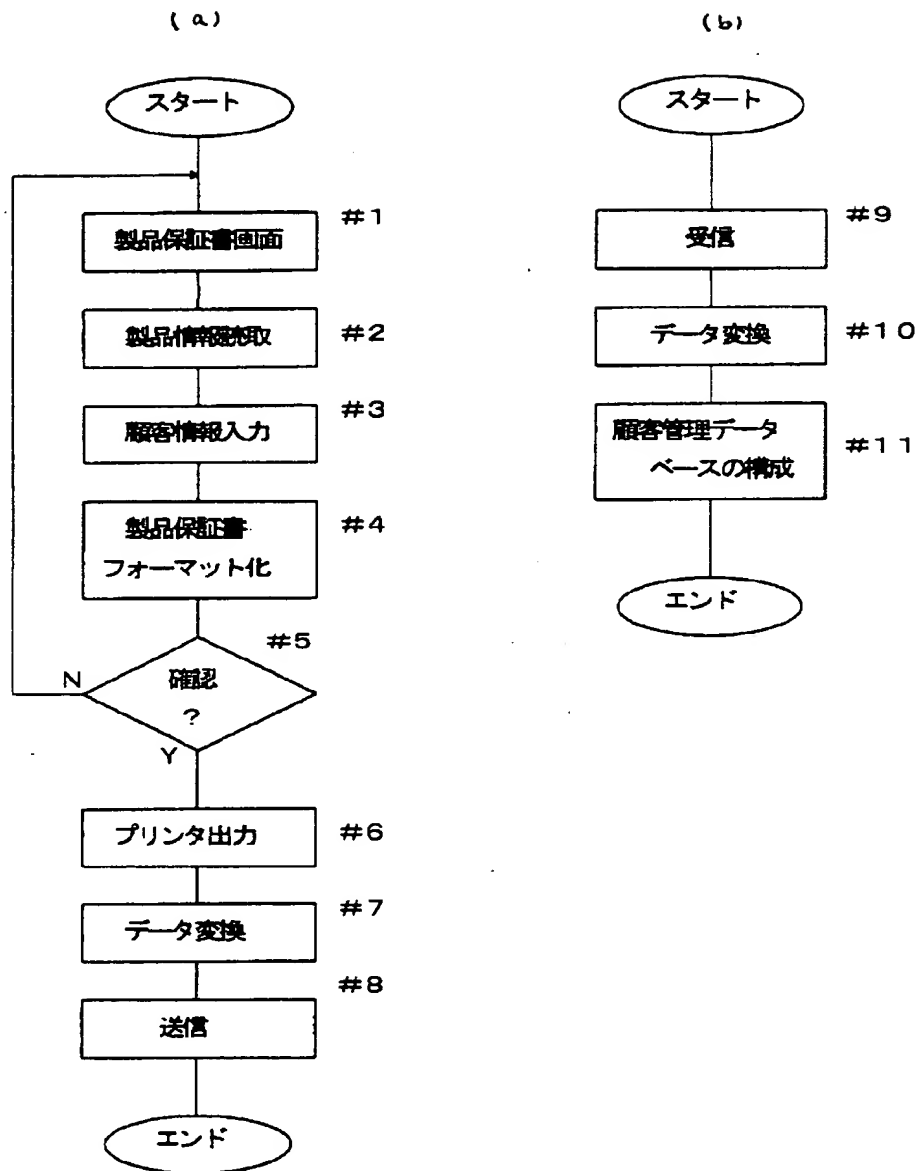 (a)
スタート
#1
製品保証書画面
#2
製品情報読取
#3
顧客情報入力
#4
製品保証書
フォーマット化
#5
確認
?
N
Y
#6
プリンタ出力
#7
データ変換
#8
送信
エンド
(b)
スタート
#9
受信
#10
データ変換
#11
顧客管理データ
ベースの構成
エンド